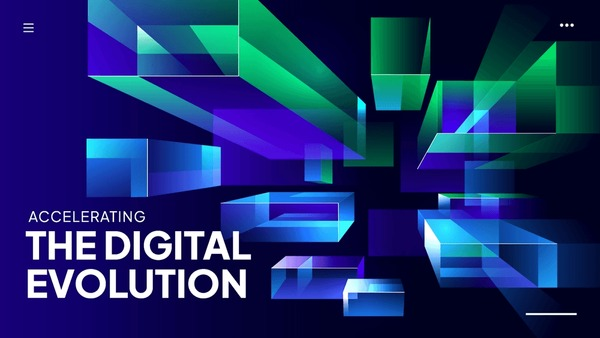 ACCELERATING
THE DIGITAL
EVOLUTION